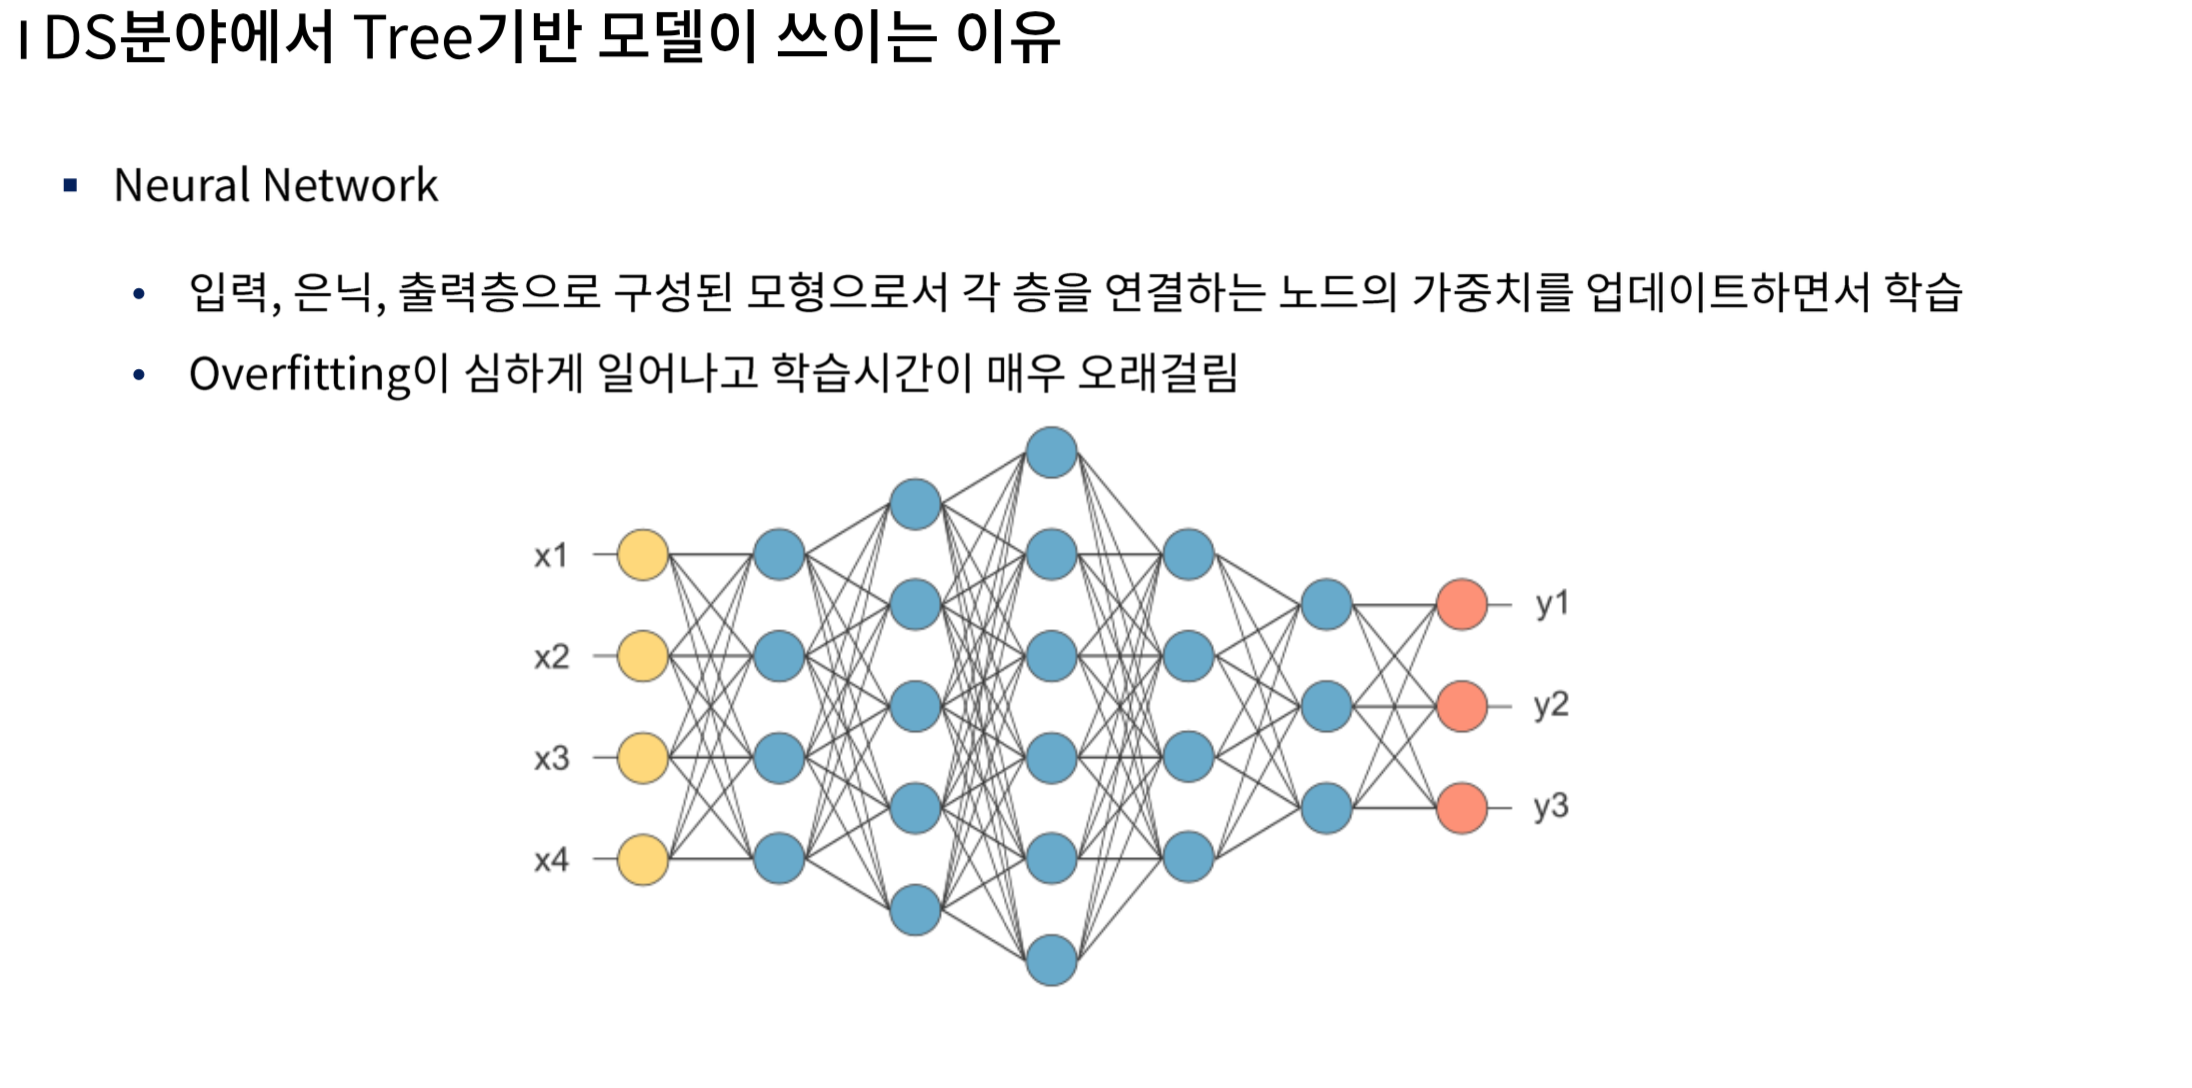 I DS분야에서 Tree기반 모델이 쓰이는 이유
▪ Neural Network
• 입력, 은닉, 출력층으로 구성된 모형으로서 각 층을 연결하는 노드의 가중치를 업데이트하면서 학습
• Overfitting이 심하게 일어나고 학습시간이 매우 오래걸림
x1
x2
x3
x4
y1
y2
y3